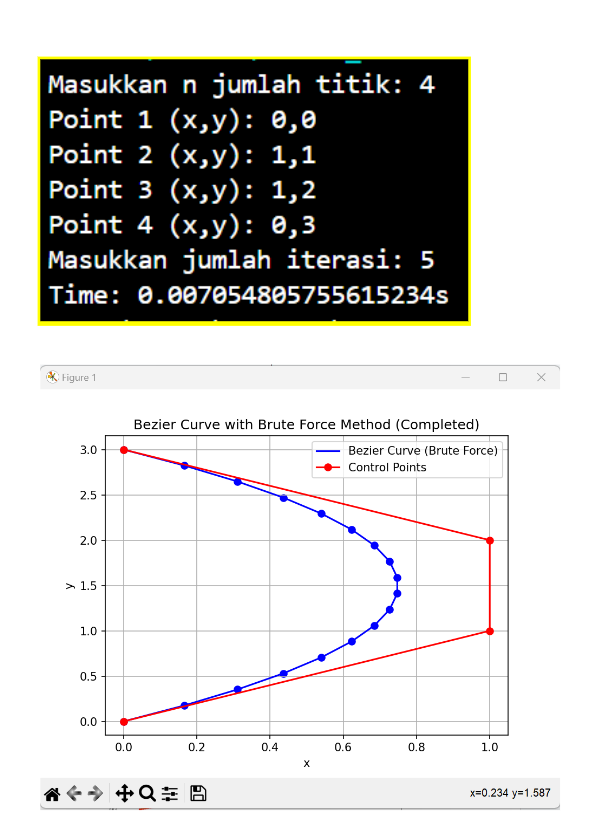 Masukkan n jumlah titik: 4
Point 1 (x,y): 0,0
Point 2 (x,y): 1,1
Point 3 (x,y): 1,2
Point 4 (x,y): 0,3
Masukkan jumlah iterasi: 5
Time: 0.007054805755615234s
Figure 1
Bezier Curve with Brute Force Method (Completed)
Bezier Curve (Brute Force)
Control Points
3.0
2.5
2.0
1.5
1.0
0.5
0.0
y
0.0 0.2 0.4 0.6 0.8 1.0
x
x=0.234 y=1.587